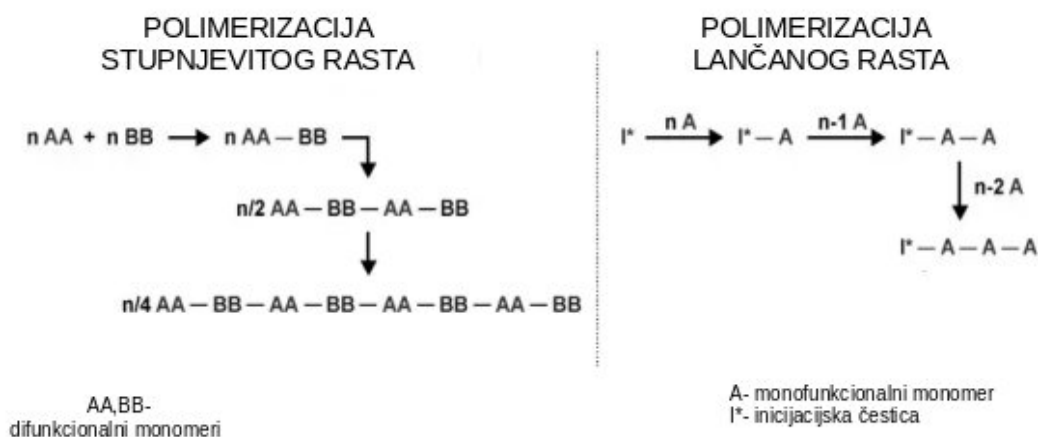 POLIMERIZACIJA
STUPNJEVITOG RASTA
n AA + n BB → n AA — BB
n/2 AA — BB — AA — BB
n/4 AA — BB — AA — BB — AA — BB — AA — BB
AA,BB-
difunkcionalni monomeri
POLIMERIZACIJA
LANČANOG RASTA
I* n A → I* — A n-1 A → I* — A — A
n-2 A
I* — A — A — A
A- monofunkcionalni monomer
I*- inicijacijska čestica